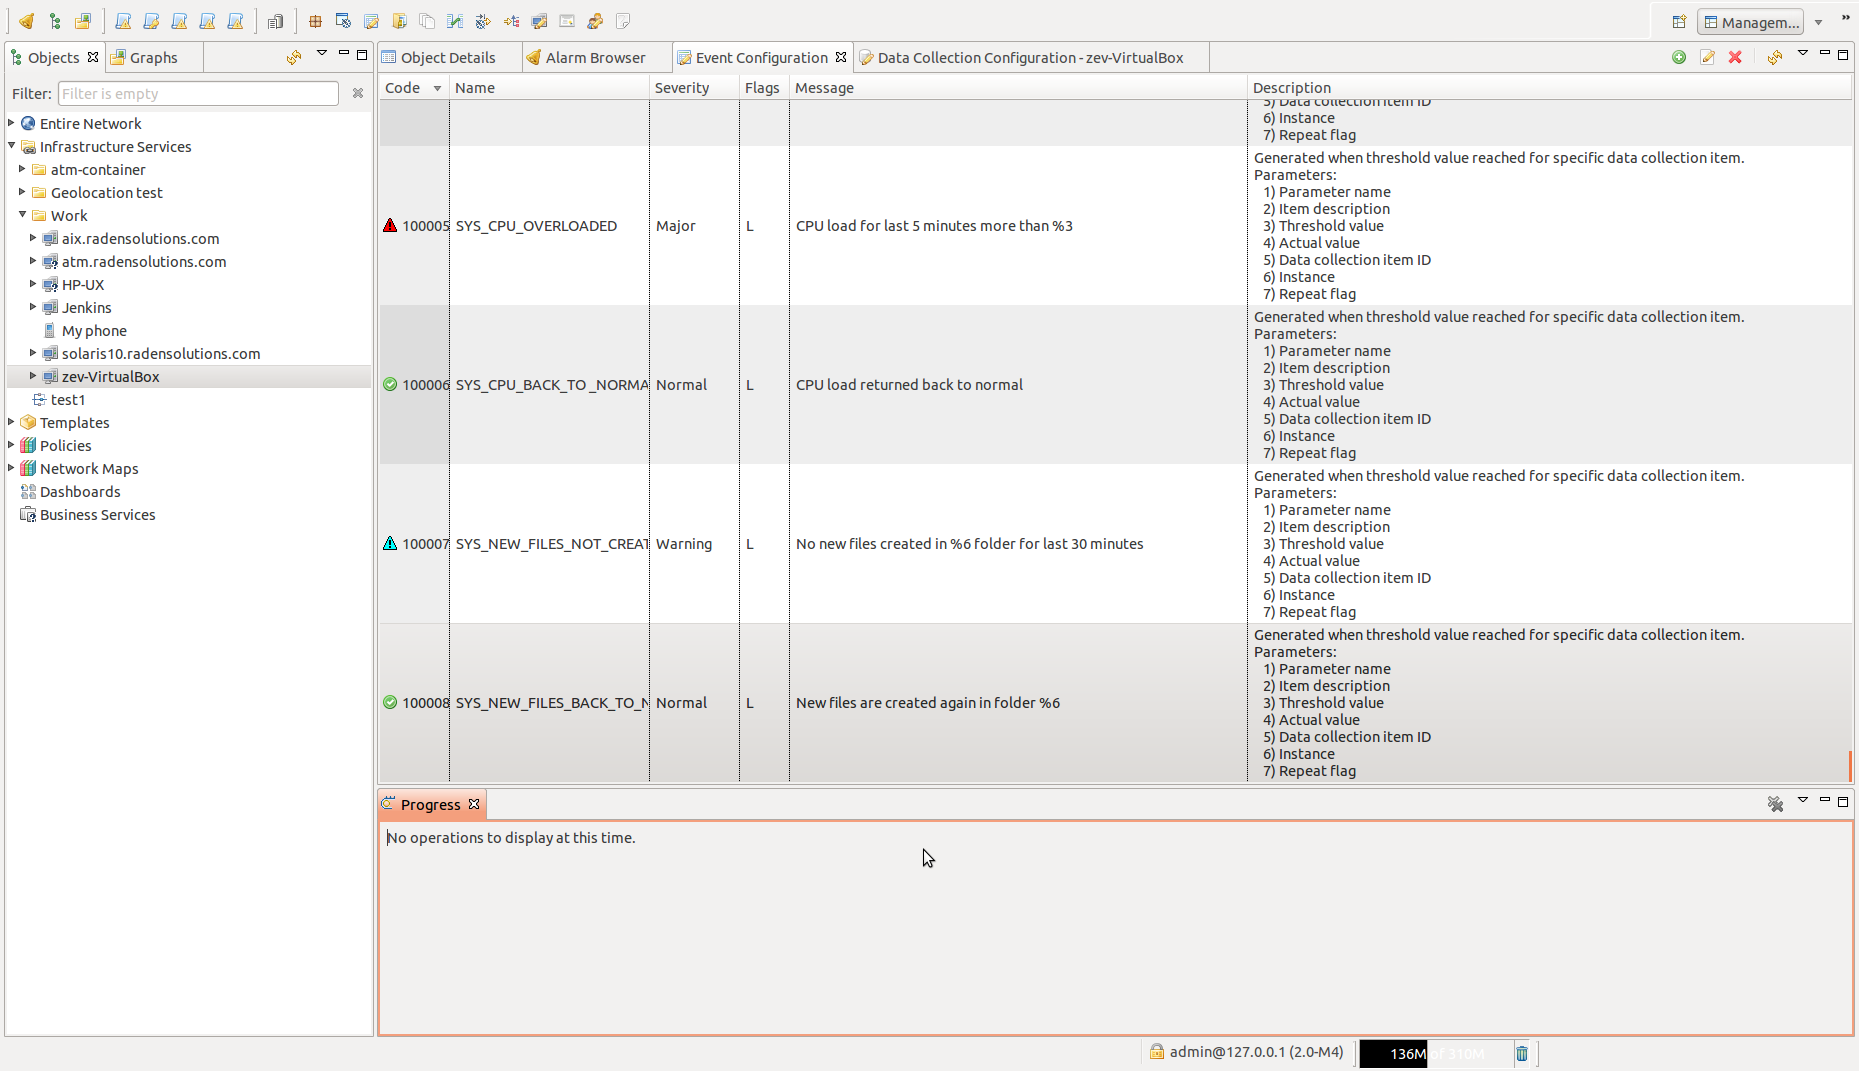 Managem...
»
Objects
Graphs
Object Details
Alarm Browser
Event Configuration
Data Collection Configuration - zev-VirtualBox
Filter:
Filter is empty
Entire Network
Infrastructure Services
atm-container
Geolocation test
Work
aix.radensolutions.com
atm.radensolutions.com
HP-UX
Jenkins
My phone
solaris10.radensolutions.com
zev-VirtualBox
test1
Templates
Policies
Network Maps
Dashboards
Business Services
Code Name Severity Flags Message Description
5) Data collection item ID
6) Instance
7) Repeat flag
100005 SYS_CPU_OVERLOADED Major L CPU load for last 5 minutes more than %3
Generated when threshold value reached for specific data collection item.
Parameters:
1) Parameter name
2) Item description
3) Threshold value
4) Actual value
5) Data collection item ID
6) Instance
7) Repeat flag
100006 SYS_CPU_BACK_TO _NORMA Normal L CPU load returned back to normal
Generated when threshold value reached for specific data collection item.
Parameters:
1) Parameter name
2) Item description
3) Threshold value
4) Actual value
5) Data collection item ID
6) Instance
7) Repeat flag
100007 SYS_NEW_FILES_NOT_CREAT Warning L No new files created in %6 folder for last 30 minutes
Generated when threshold value reached for specific data collection item.
Parameters:
1) Parameter name
2) Item description
3) Threshold value
4) Actual value
5) Data collection item ID
6) Instance
7) Repeat flag
100008 SYS_NEW_FILES_BACK_TO_N Normal L New files are created again in folder %6
Generated when threshold value reached for specific data collection item.
Parameters:
1) Parameter name
2) Item description
3) Threshold value
4) Actual value
5) Data collection item ID
6) Instance
7) Repeat flag
Progress
No operations to display at this time.
admin@127.0.0.1 (2.0-M4)
136M of 310M